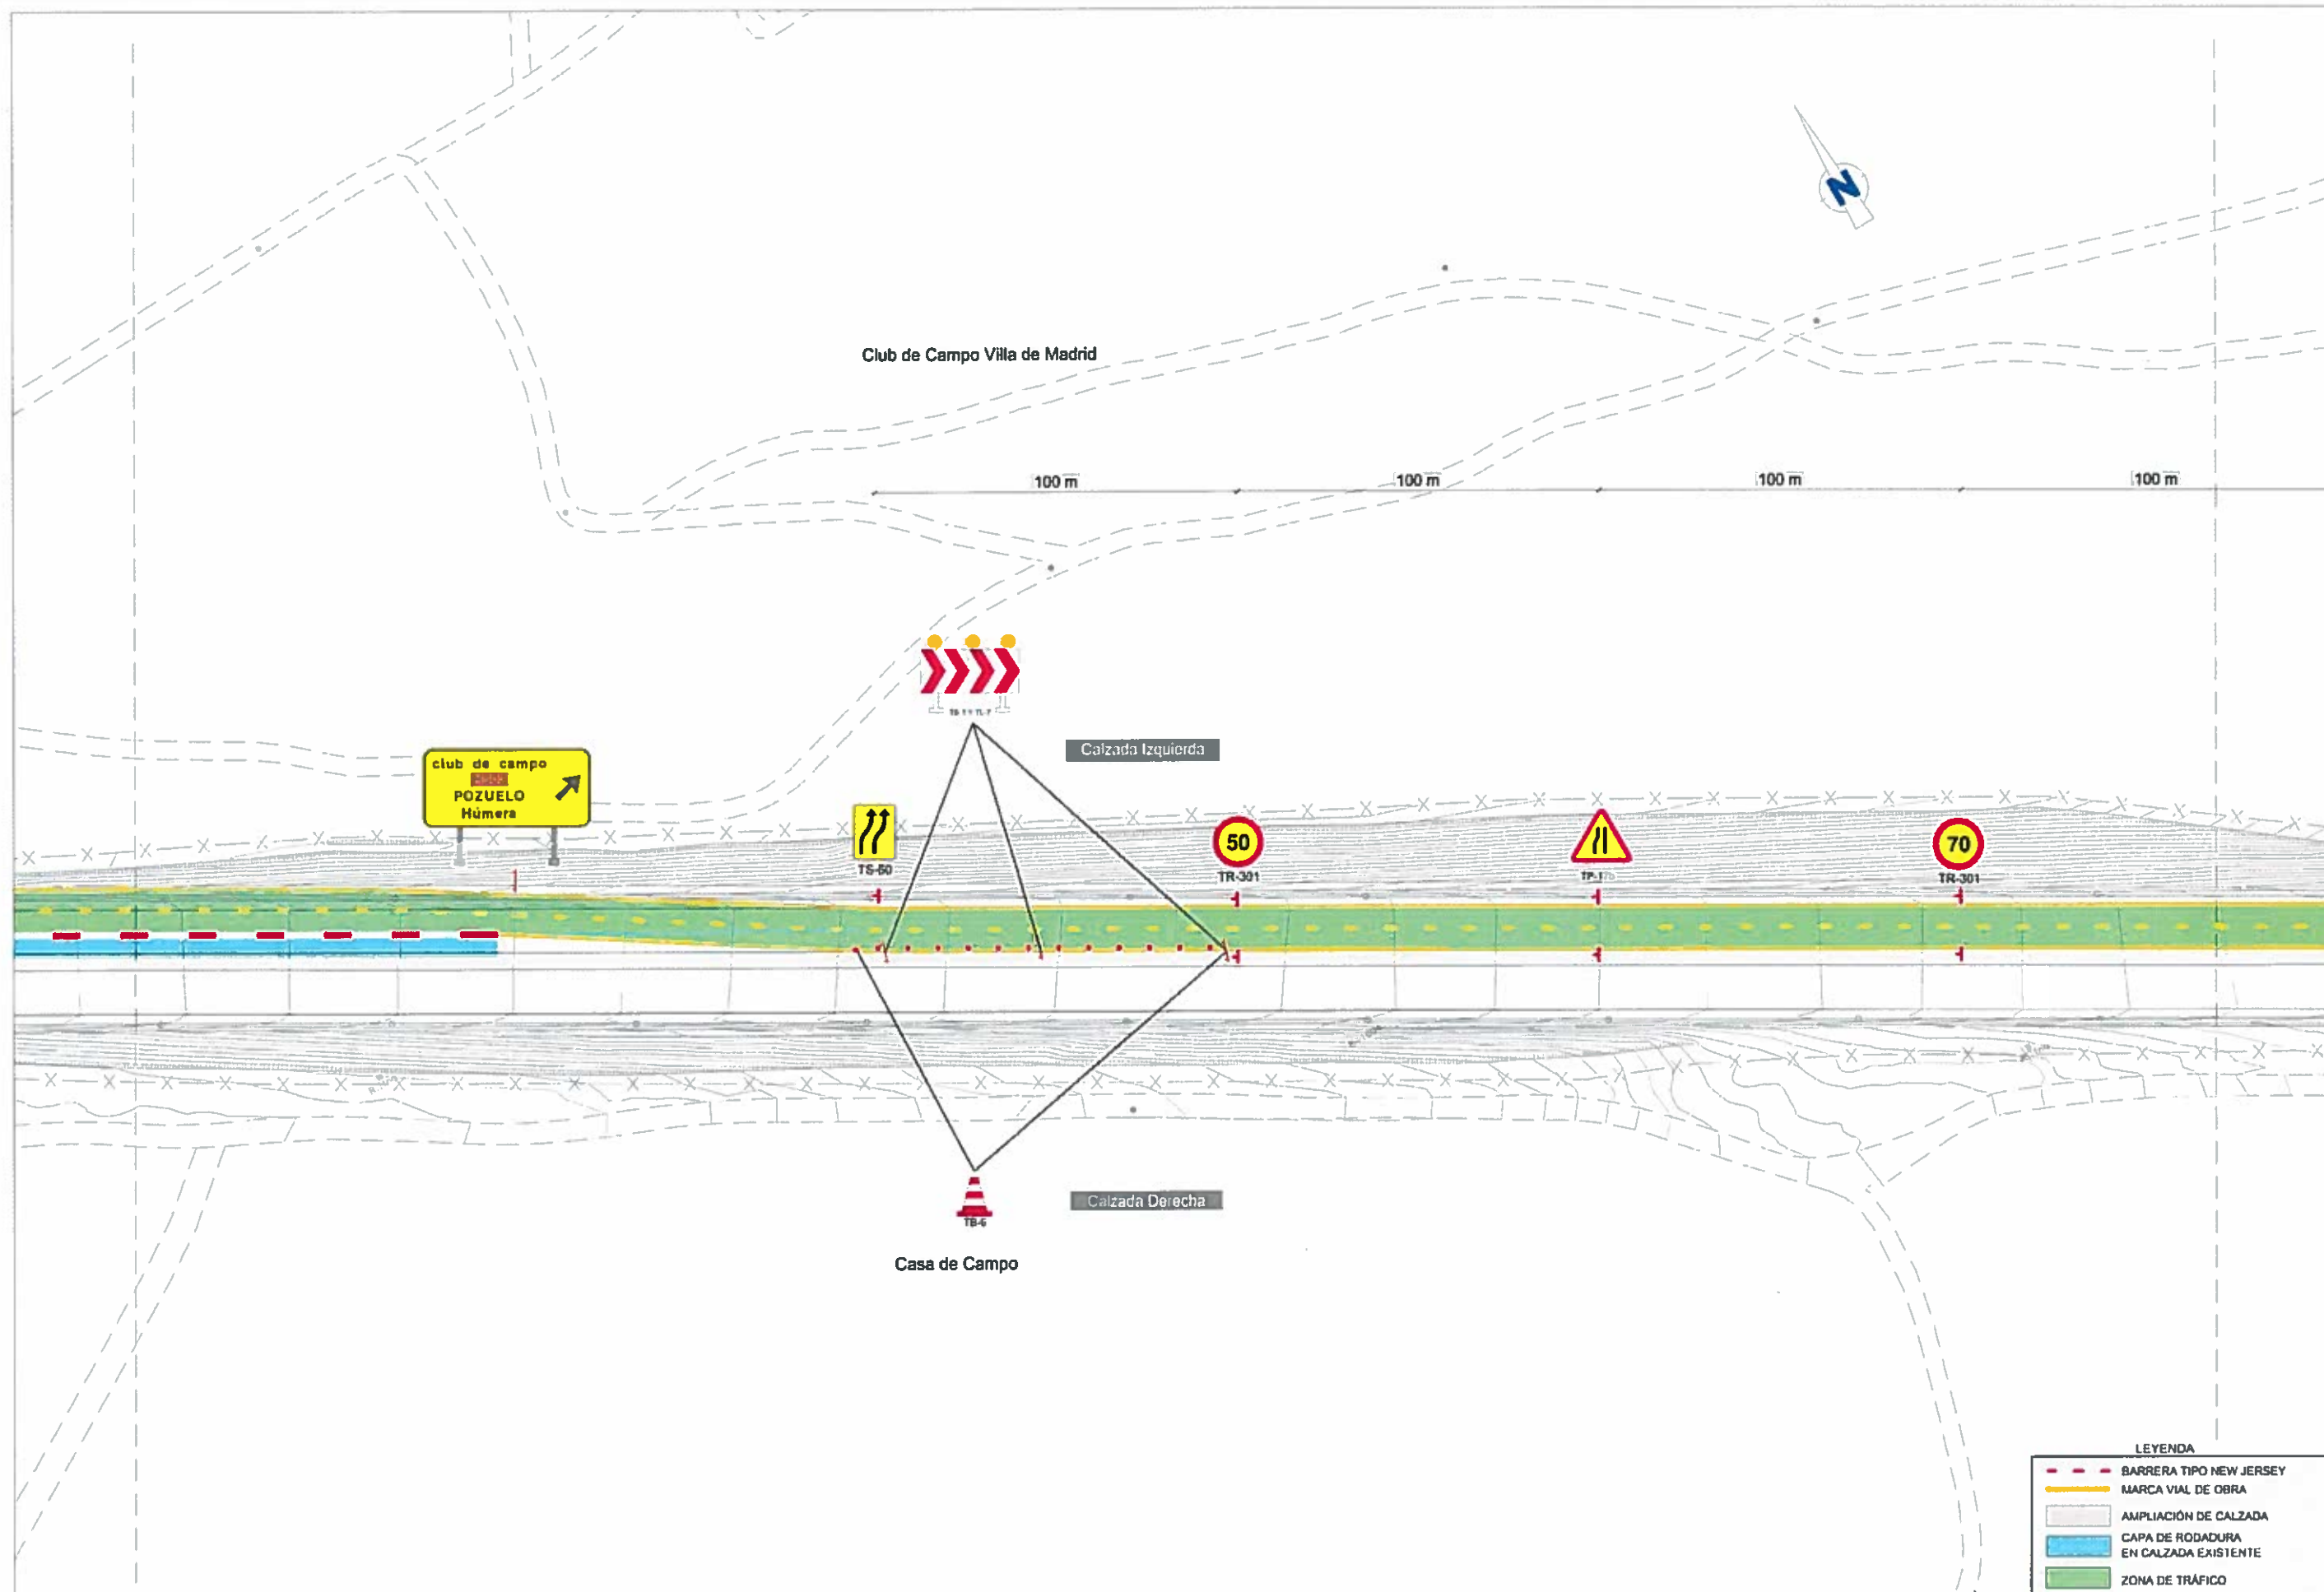 N
Club de Campo Villa de Madrid
100 m
100 m
100 m
100 m
Calzada Izquierda
club de campo
POZUELO
Húmera
TS-60
50
TR-301
70
TR-301
TB-6
Calzada Derecha
Casa de Campo
LEYENDA
BARRERA TIPO NEW JERSEY
MARCA VIAL DE OBRA
AMPLIACIÓN DE CALZADA
CAPA DE RODADURA
EN CALZADA EXISTENTE
ZONA DE TRÁFICO